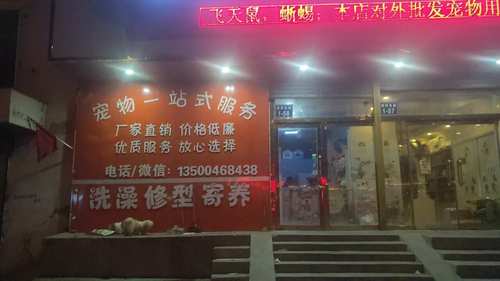 飞天鼠，蜥蜴；本店对外批发宠物用
宠物一站式服务
厂家直销 价格低廉
优质服务 放心选择
电话/微信：13500468438
洗澡修型寄养
1-07